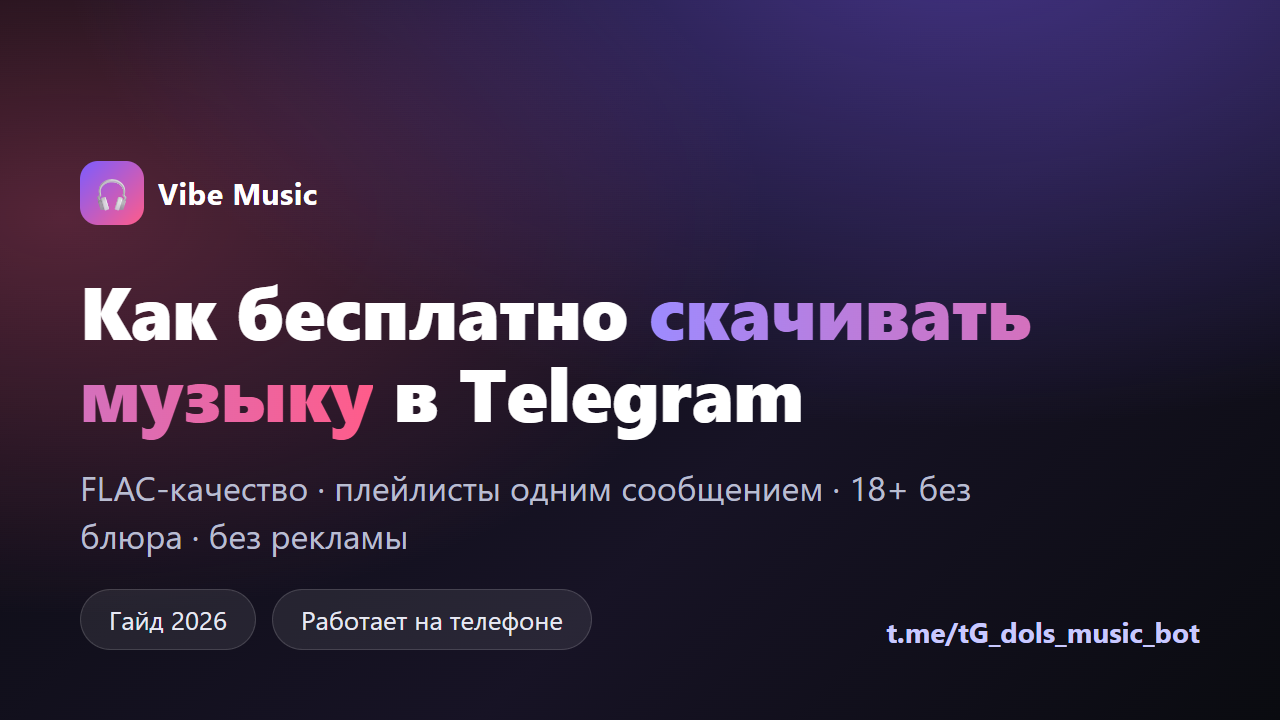 Vibe Music
Как бесплатно скачивать
музыку в Telegram
FLAC-качество · плейлисты одним сообщением · 18+ без
блюра · без рекламы
Гайд 2026
Работает на телефоне
t.me/tG_dols_music_bot